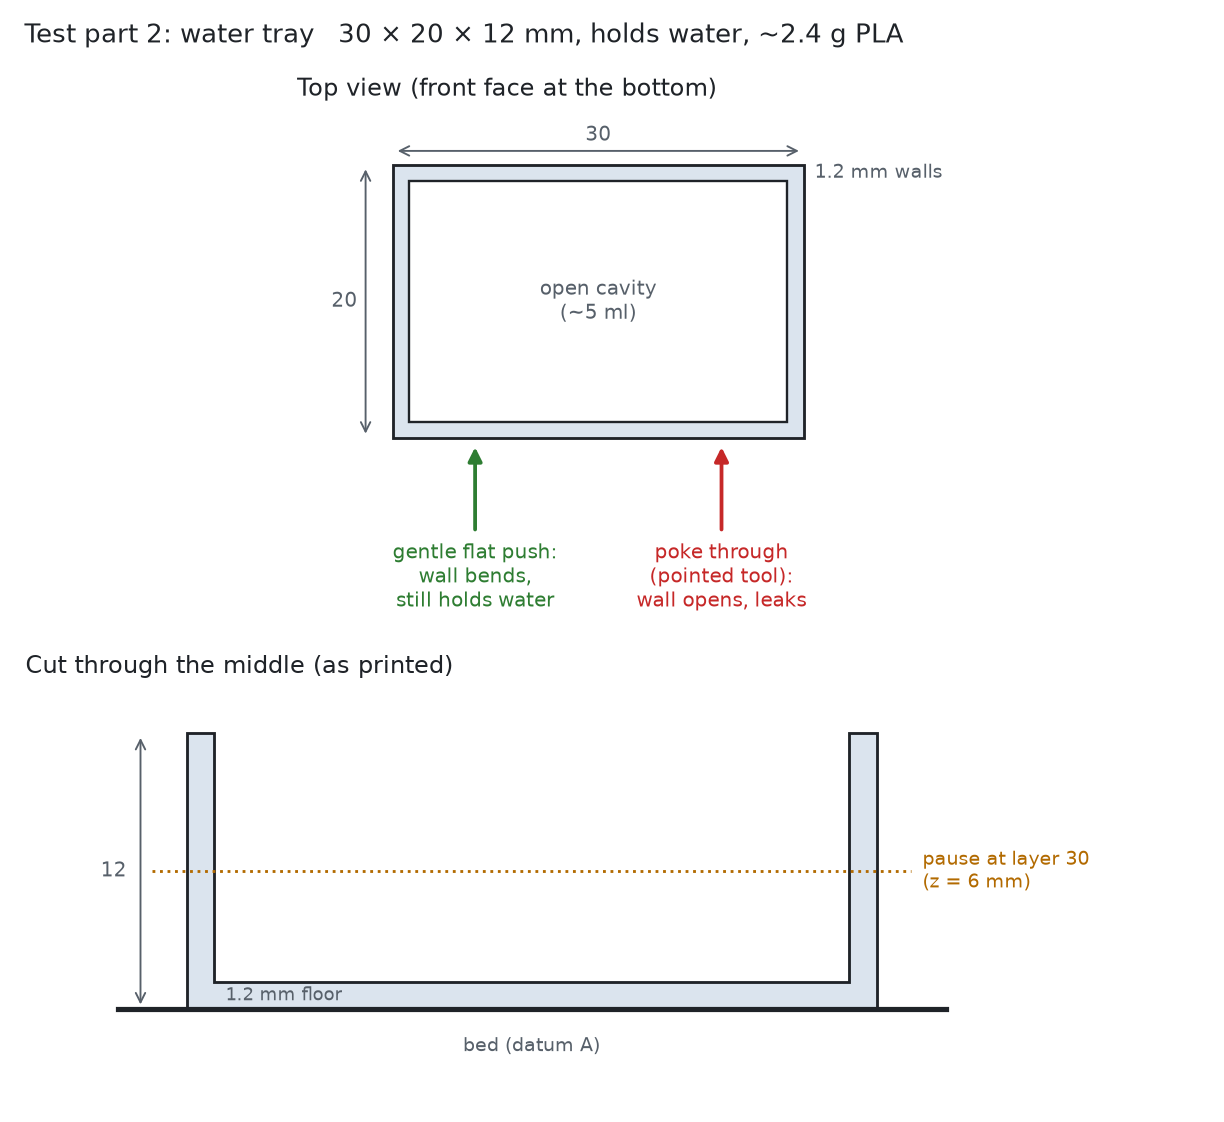 Test part 2: water tray   30 × 20 × 12 mm, holds water, ~2.4 g PLA
Top view (front face at the bottom)
30
1.2 mm walls
20
open cavity
(~5 ml)
gentle flat push:
wall bends,
still holds water
poke through
(pointed tool):
wall opens, leaks
Cut through the middle (as printed)
12
pause at layer 30
(z = 6 mm)
1.2 mm floor
bed (datum A)